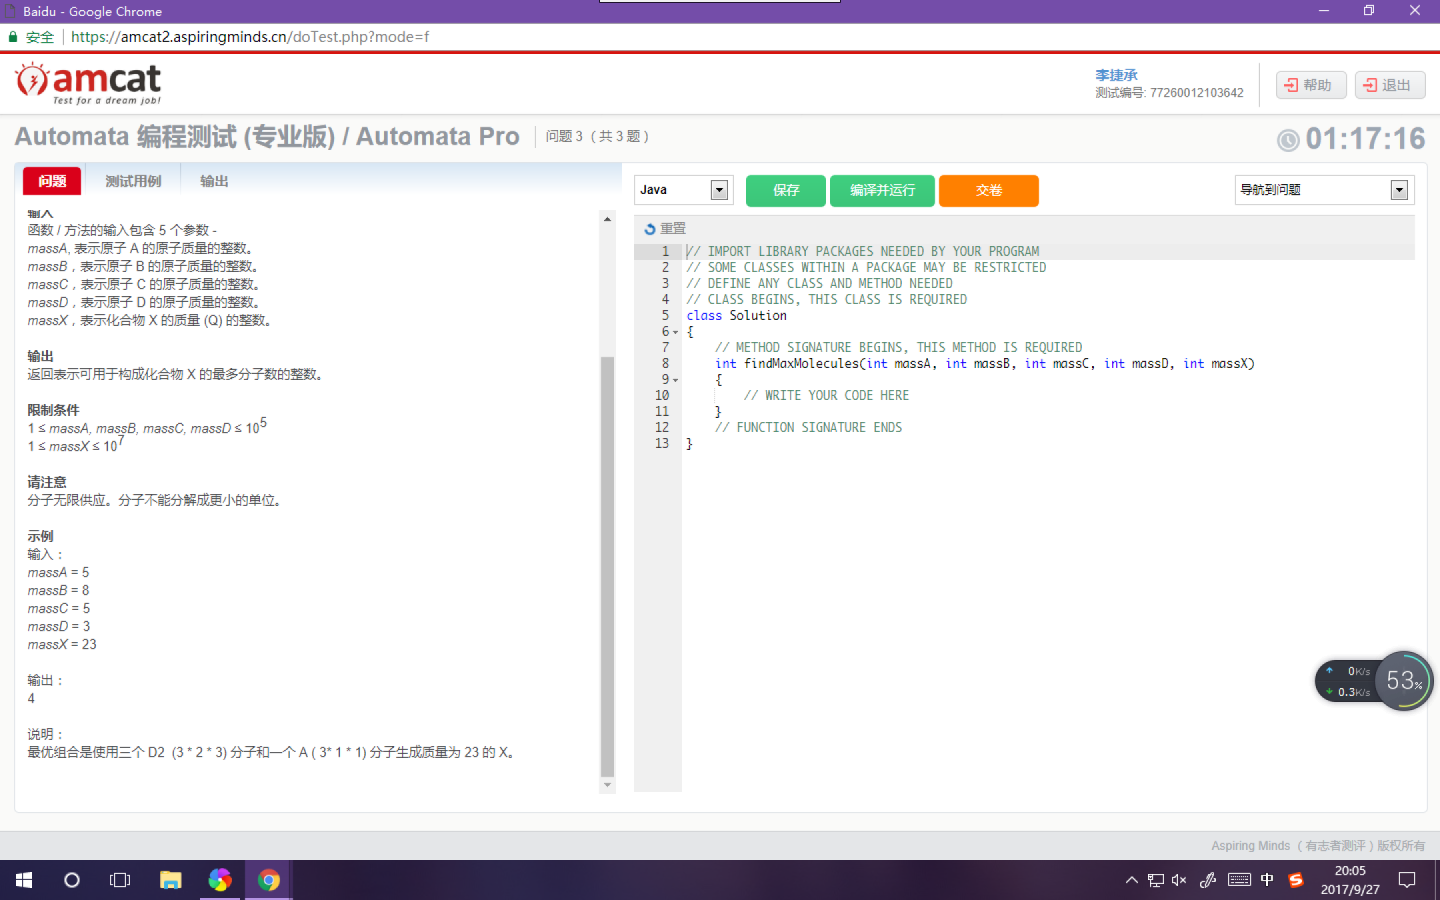 Baidu - Google Chrome
安全 https://amcat2.aspiringminds.cn/doTest.php?mode=f
amcat
Test for a dream job!
李捷承
测试编号: 77260012103642
帮助
退出
Automata 编程测试 (专业版) / Automata Pro
问题 3 （ 共 3 题 ）
01:17:16
问题
测试用例
输出
Java
保存
编译并运行
交卷
导航到问题
重置
输入
函数 / 方法的输入包含 5 个参数 -
massA, 表示原子 A 的原子质量的整数。
massB，表示原子 B 的原子质量的整数。
massC，表示原子 C 的原子质量的整数。
massD，表示原子 D 的原子质量的整数。
massX，表示化合物 X 的质量 (Q) 的整数。
输出
返回表示可用于构成化合物 X 的最多分子数的整数。
限制条件
1 ≤ massA, massB, massC, massD ≤ 10^5
1 ≤ massX ≤ 10^7
请注意
分子无限供应。分子不能分解成更小的单位。
示例
输入：
massA = 5
massB = 8
massC = 5
massD = 3
massX = 23
输出：
4
说明：
最优组合是使用三个 D2 (3 * 2 * 3) 分子和一个 A ( 3* 1 * 1) 分子生成质量为 23 的 X。
1 // IMPORT LIBRARY PACKAGES NEEDED BY YOUR PROGRAM
2 // SOME CLASSES WITHIN A PACKAGE MAY BE RESTRICTED
3 // DEFINE ANY CLASS AND METHOD NEEDED
4 // CLASS BEGINS, THIS CLASS IS REQUIRED
5 class Solution
6 {
7 // METHOD SIGNATURE BEGINS, THIS METHOD IS REQUIRED
8 int findMaxMolecules(int massA, int massB, int massC, int massD, int massX)
9 {
10 // WRITE YOUR CODE HERE
11 }
12 // FUNCTION SIGNATURE ENDS
13 }
0K/s
0.3K/s
53%
Aspiring Minds （ 有志者测评 ）版权所有
中
20:05
2017/9/27